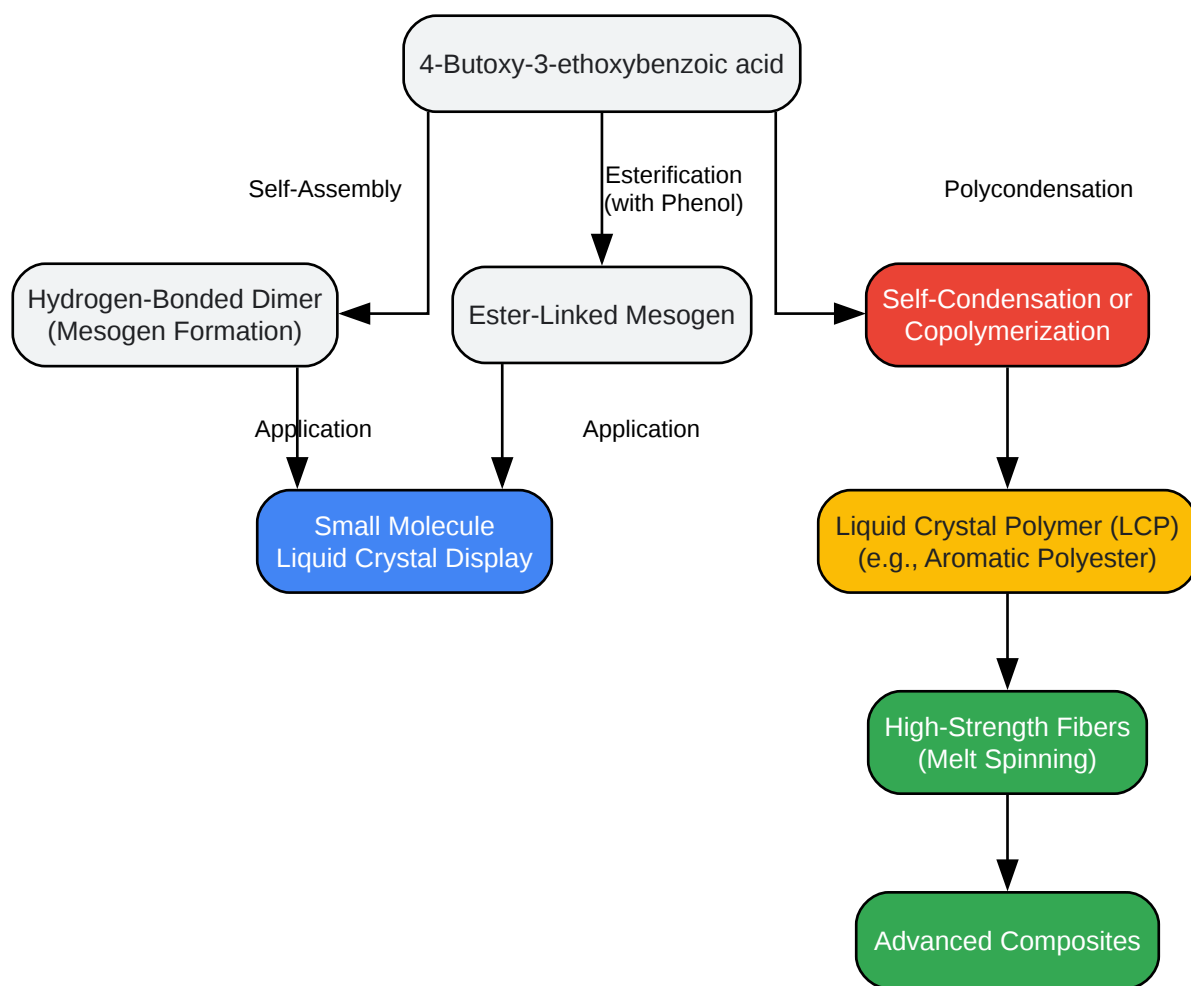 4-Butoxy-3-ethoxybenzoic acid
Self-Assembly
Esterification
(with Phenol)
Polycondensation
Hydrogen-Bonded Dimer
(Mesogen Formation)
Ester-Linked Mesogen
Self-Condensation or
Copolymerization
Application
Application
Small Molecule
Liquid Crystal Display
Liquid Crystal Polymer (LCP)
(e.g., Aromatic Polyester)
High-Strength Fibers
(Melt Spinning)
Advanced Composites